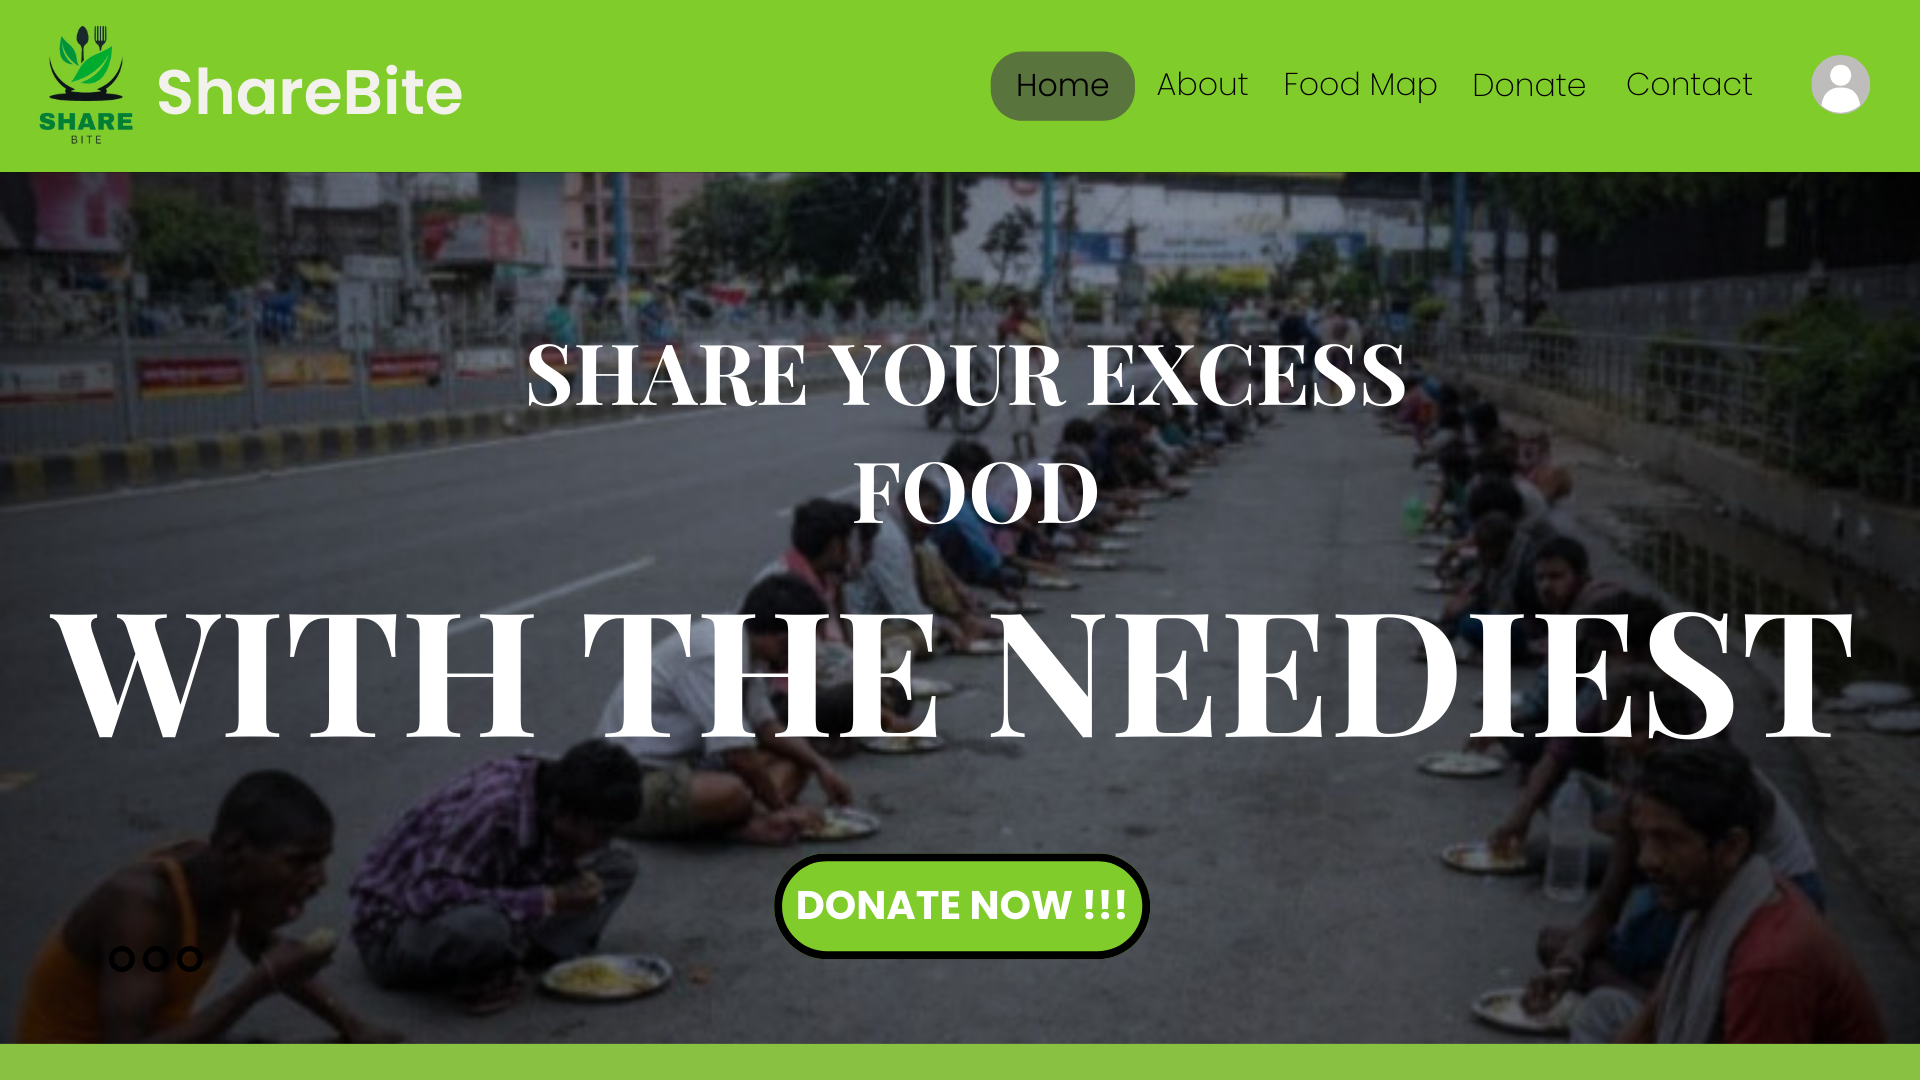 SHARE
BITE
ShareBite
Home
About
Food Map
Donate
Contact
SHARE YOUR EXCESS
FOOD
WITH THE NEEDIEST
DONATE NOW !!!